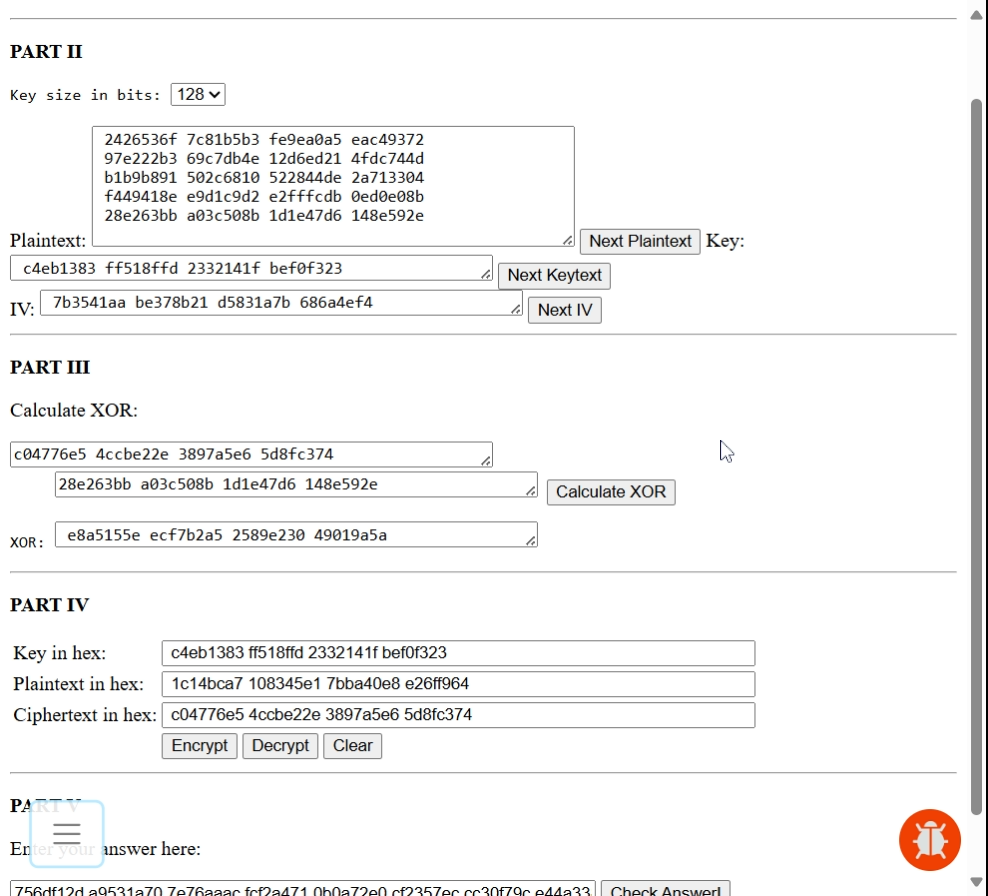 PART II
Key size in bits: 128
2426536f 7c81b5b3 fe9ea0a5 eac49372
97e222b3 69c7db4e 12d6ed21 4fdc744d
b1b9b891 502c6810 522844de 2a713304
f449418e e9d1c9d2 e2fffcdb 0ed0e08b
28e263bb a03c508b 1d1e47d6 148e592e
Plaintext: Next Plaintext Key:
c4eb1383 ff518ffd 2332141f bef0f323 Next Keytext
IV: 7b3541aa be378b21 d5831a7b 686a4ef4 Next IV
PART III
Calculate XOR:
c04776e5 4ccbe22e 3897a5e6 5d8fc374
28e263bb a03c508b 1d1e47d6 148e592e Calculate XOR
XOR: e8a5155e ecf7b2a5 2589e230 49019a5a
PART IV
Key in hex: c4eb1383 ff518ffd 2332141f bef0f323
Plaintext in hex: 1c14bca7 108345e1 7bba40e8 e26ff964
Ciphertext in hex: c04776e5 4ccbe22e 3897a5e6 5d8fc374
Encrypt Decrypt Clear
PART V
Enter your answer here:
756df12d a9531a70 7e76aaac fcf2a471 0b0a72e0 cf2357ec cc30f79c e44a33 Check Answer!